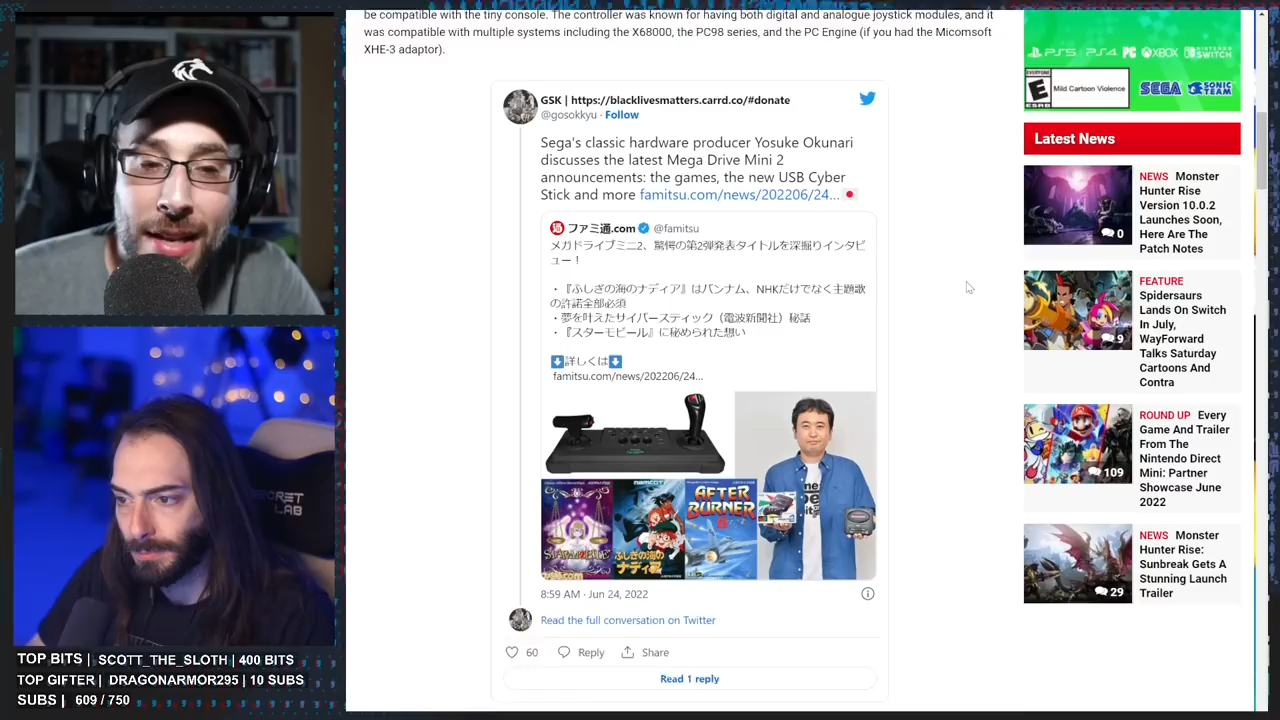 be compatible with the tiny console. The controller was known for having both digital and analogue joystick modules, and it
was compatible with multiple systems including the X68000, the PC98 series, and the PC Engine (if you had the Micomsoft
XHE-3 adaptor).
GSK | https://blacklivesmatters.carrd.co/#donate
@gosokkyu · Follow
Sega's classic hardware producer Yosuke Okunari
discusses the latest Mega Drive Mini 2
announcements: the games, the new USB Cyber
Stick and more famitsu.com/news/202206/24…
ファミ通.com @famitsu
メガドライブミニ2、驚愕の第2弾発表タイトルを深掘りインタビ
ュー！
・『ふしぎの海のナディア』はバンナム、NHKだけでなく主題歌
の許諾全部必須
・夢を叶えたサイバースティック（電波新聞社）秘話
・『スターモビール』に秘められた想い
⬇詳しくは⬇
famitsu.com/news/202206/24…
NAMCOT
ふしぎの海の
ナディア
AFTER
BURNER
II
8:59 AM · Jun 24, 2022
Read the full conversation on Twitter
60 Reply Share
Read 1 reply
PS5 PS4 PC XBOX NINTENDO SWITCH
EVERYONE
E
ESRB
Mild Cartoon Violence
SEGA SONIC TEAM
Latest News
NEWS Monster
Hunter Rise
Version 10.0.2
Launches Soon,
Here Are The
Patch Notes
0
FEATURE
Spidersaurs
Lands On Switch
In July,
WayForward
Talks Saturday
Cartoons And
Contra
9
ROUND UP Every
Game And Trailer
From The
Nintendo Direct
Mini: Partner
Showcase June
2022
109
NEWS Monster
Hunter Rise:
Sunbreak Gets A
Stunning Launch
Trailer
29
SECRET
LAB
TOP BITS | SCOTT_THE_SLOTH | 400 BITS
TOP GIFTER | DRAGONARMOR295 | 10 SUBS
SUBS | 609 / 750